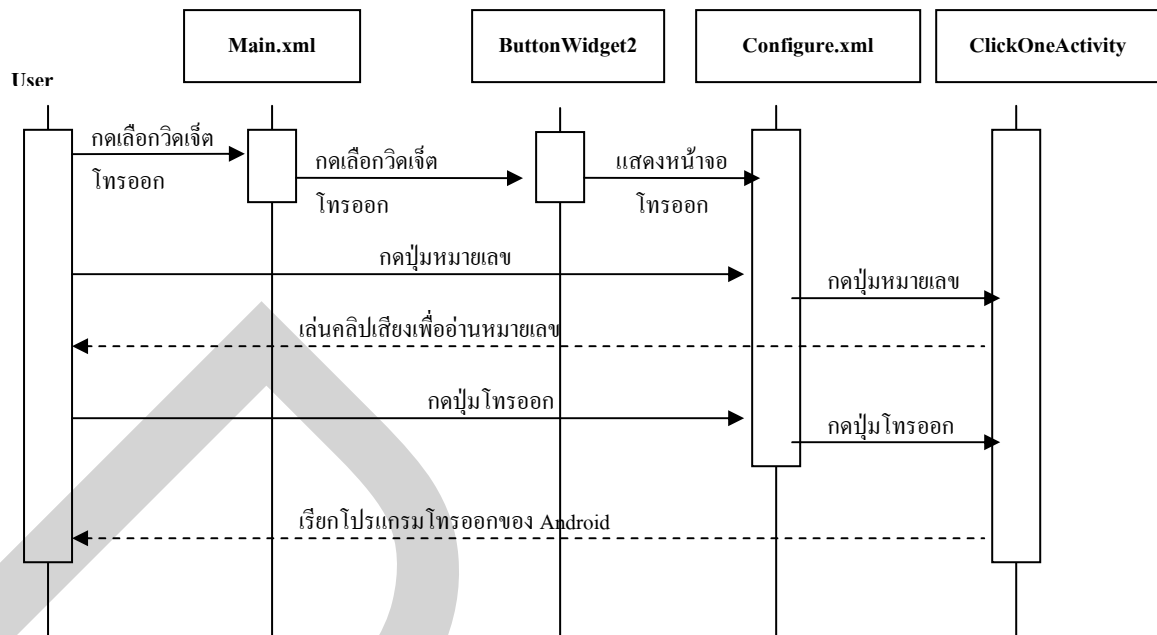 Main.xml
ButtonWidget2
Configure.xml
ClickOneActivity
User
กดเลือกวิดเจ็ต
โทรออก
กดเลือกวิดเจ็ต
โทรออก
แสดงหน้าจอ
โทรออก
กดปุ่มหมายเลข
กดปุ่มหมายเลข
เล่นคลิปเสียงเพื่ออ่านหมายเลข
กดปุ่มโทรออก
กดปุ่มโทรออก
เรียกโปรแกรมโทรออกของ Android